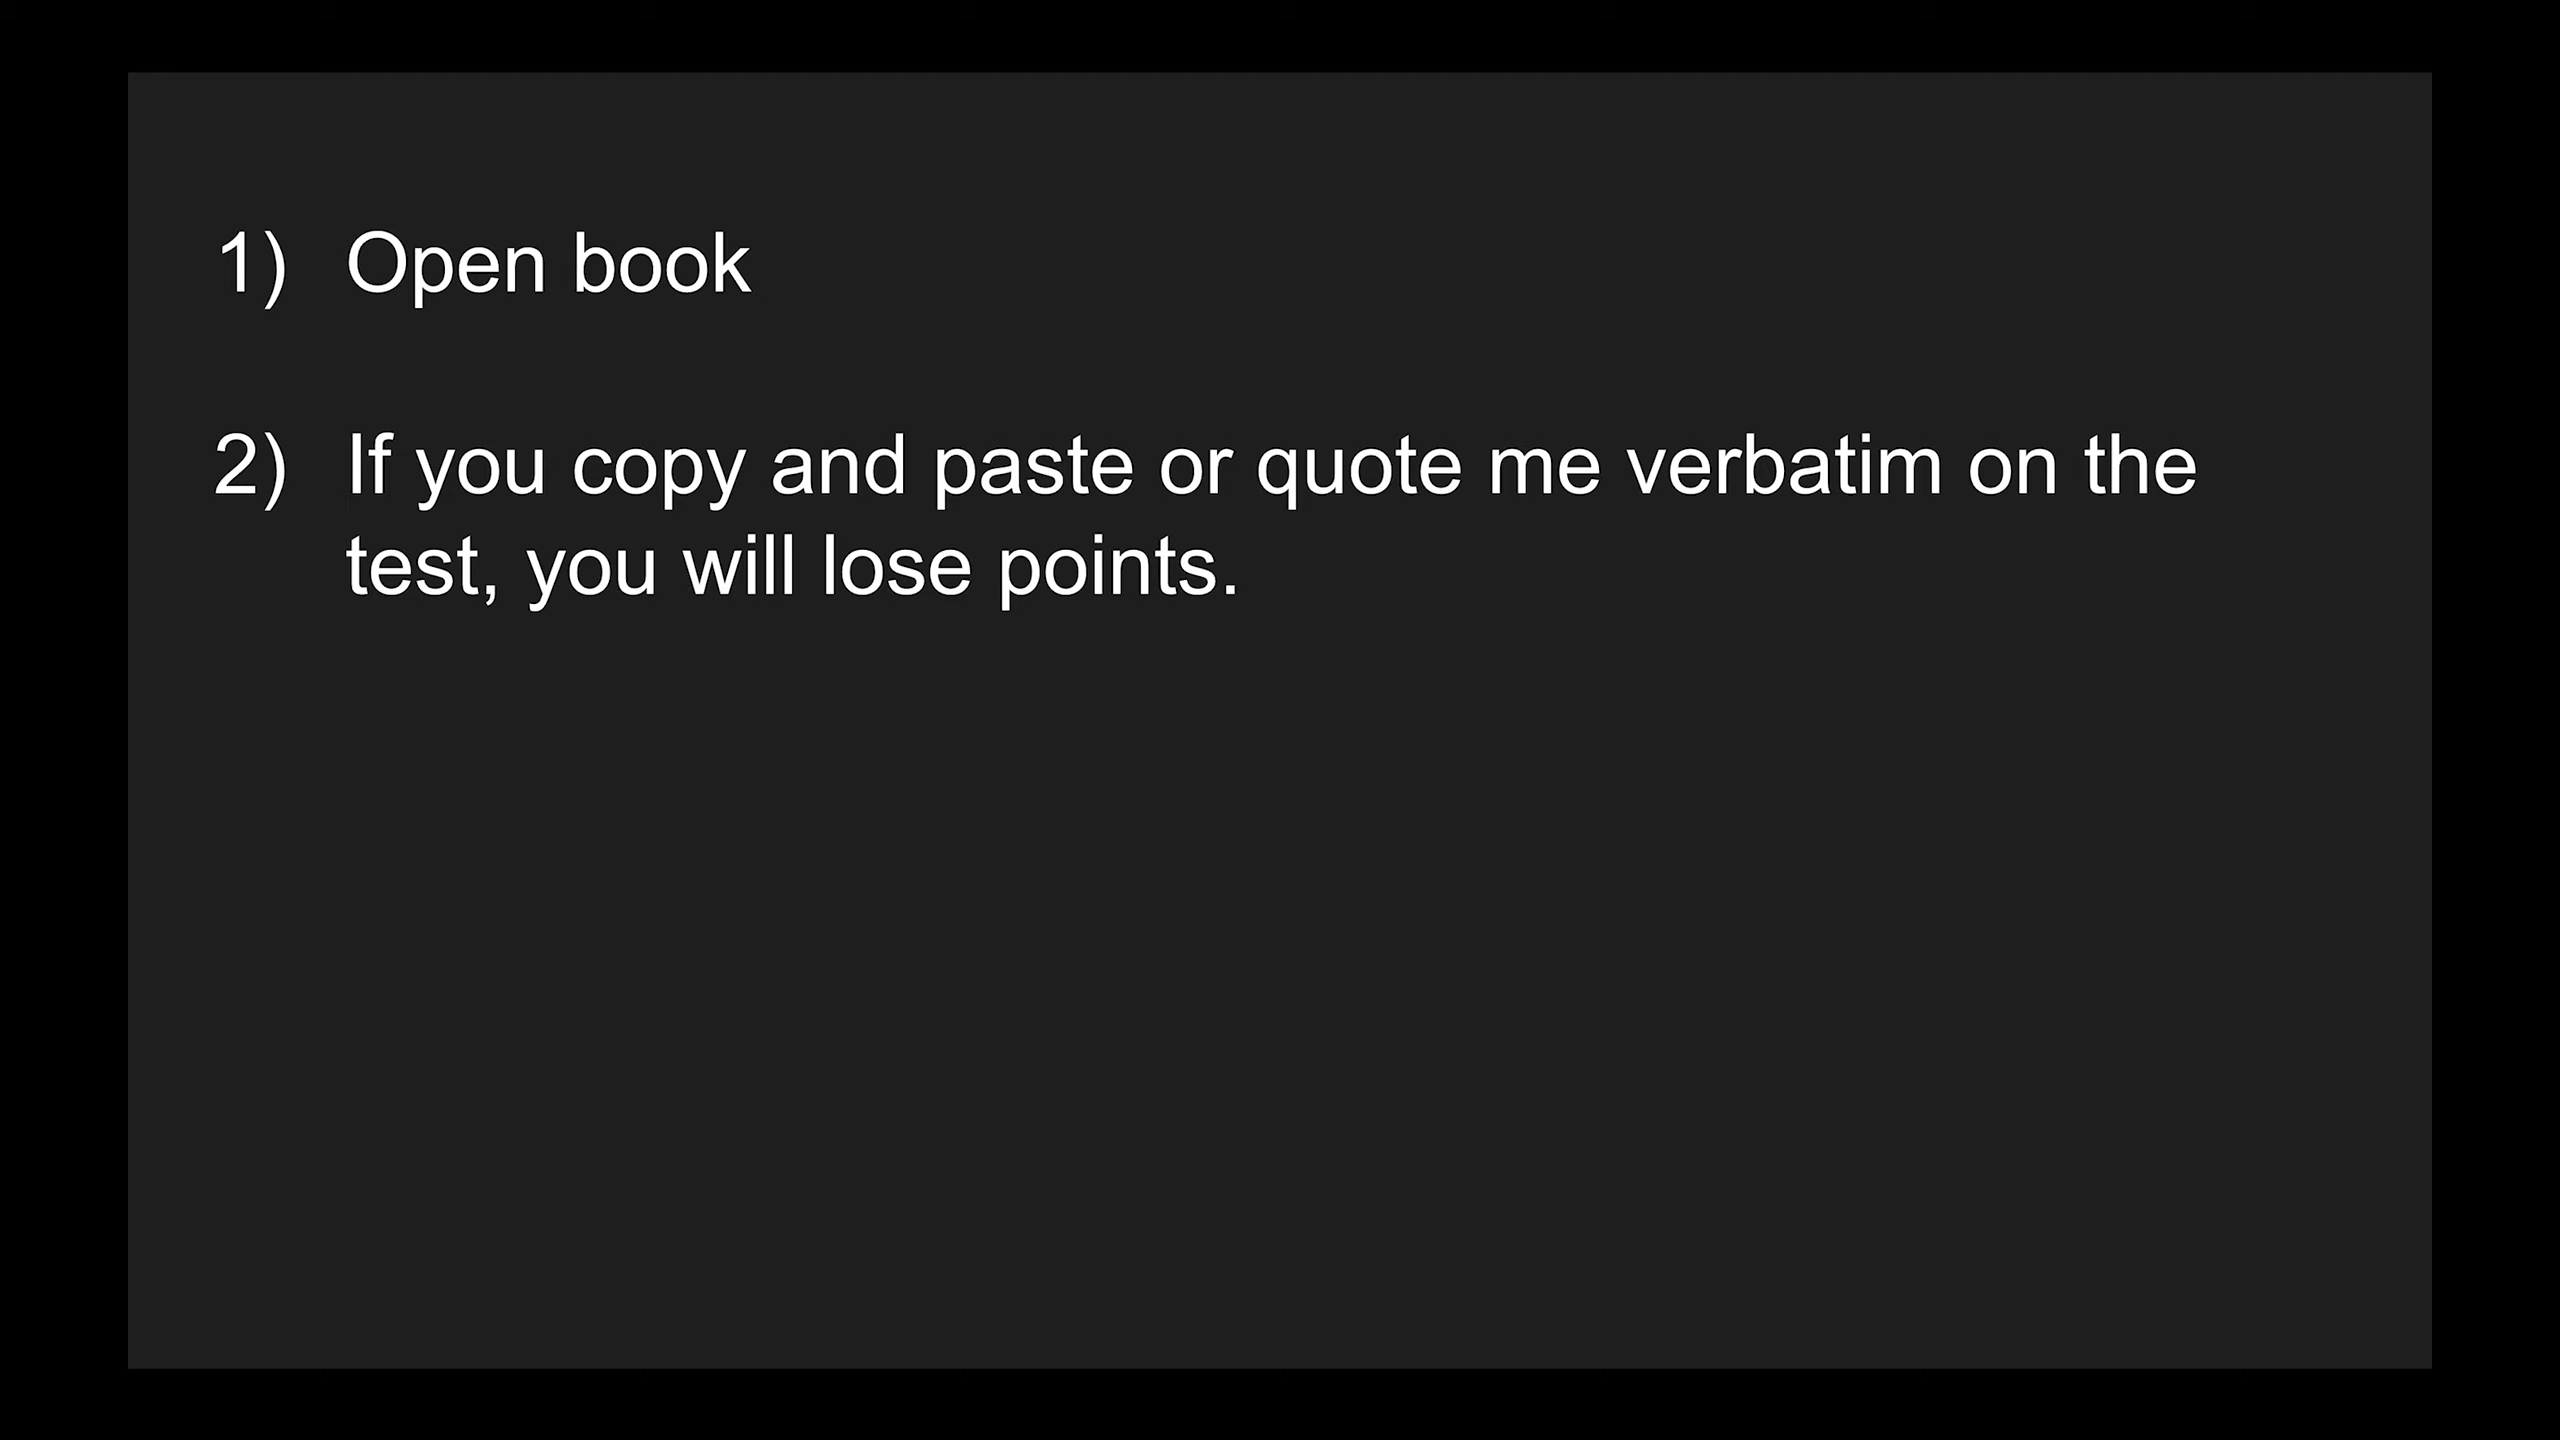 1) Open book
2) If you copy and paste or quote me verbatim on the
test, you will lose points.